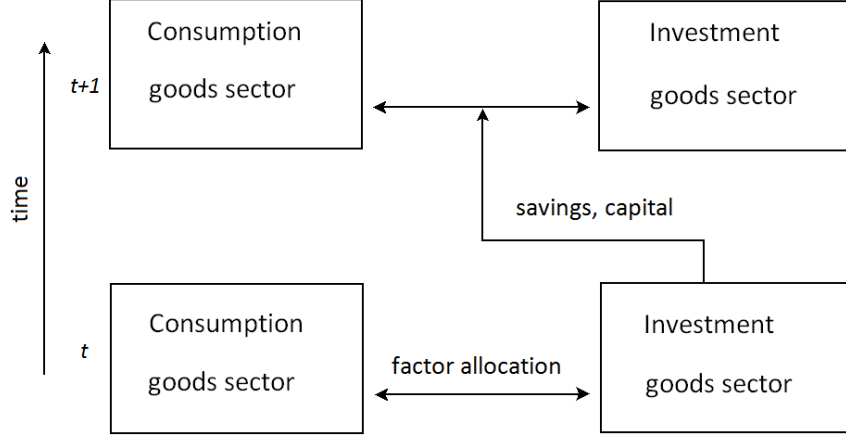 Consumption
goods sector
Investment
goods sector
t+1
time
savings, capital
Consumption
goods sector
Investment
goods sector
t
factor allocation